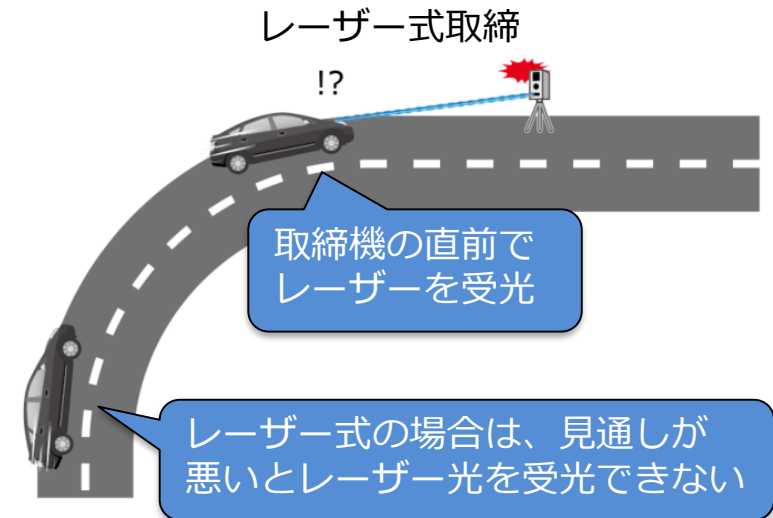 レーザー式取締
!?
取締機の直前で
レーザーを受光
レーザー式の場合は、見通しが
悪いとレーザー光を受光できない